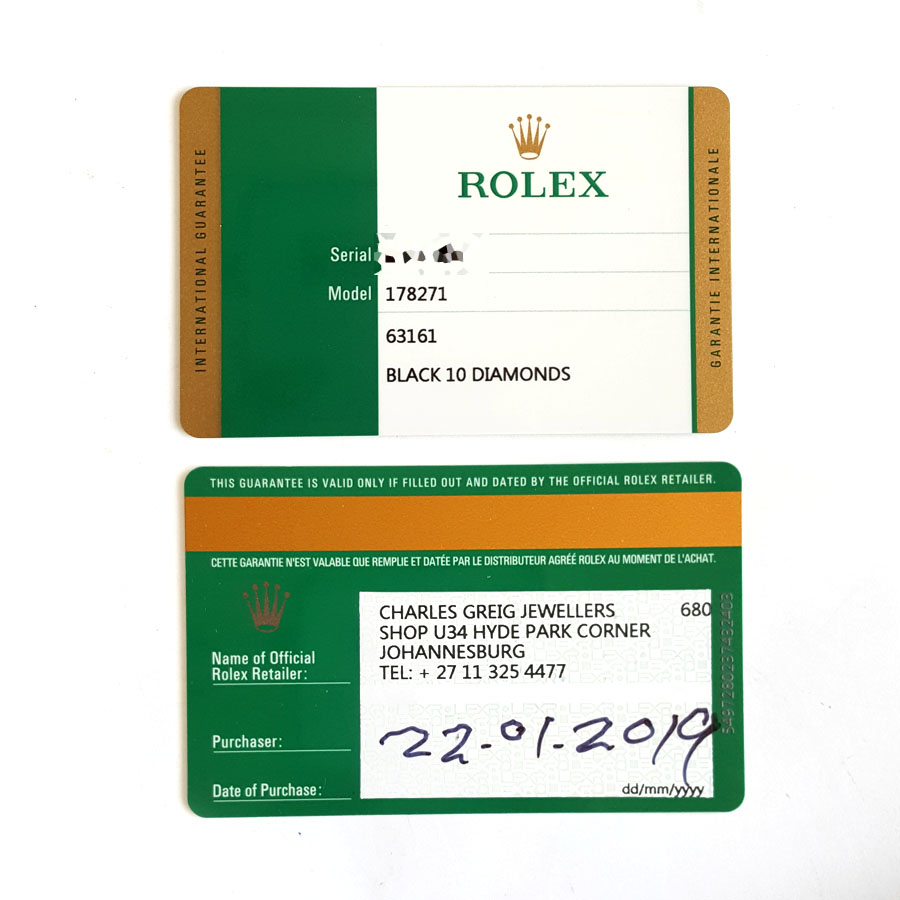 INTERNATIONAL GUARANTEE
ROLEX
Serial
Model 178271
63161
BLACK 10 DIAMONDS
GARANTIE INTERNATIONALE
THIS GUARANTEE IS VALID ONLY IF FILLED OUT AND DATED BY THE OFFICIAL ROLEX RETAILER.
CETTE GARANTIE N'EST VALABLE QUE REMPLIE ET DATÉE PAR LE DISTRIBUTEUR AGRÉÉ ROLEX AU MOMENT DE L'ACHAT.
CHARLES GREIG JEWELLERS 680
SHOP U34 HYDE PARK CORNER
JOHANNESBURG
TEL: + 27 11 325 4477
Name of Official
Rolex Retailer:
Purchaser:
22.01.2019
Date of Purchase:
dd/mm/yyyy